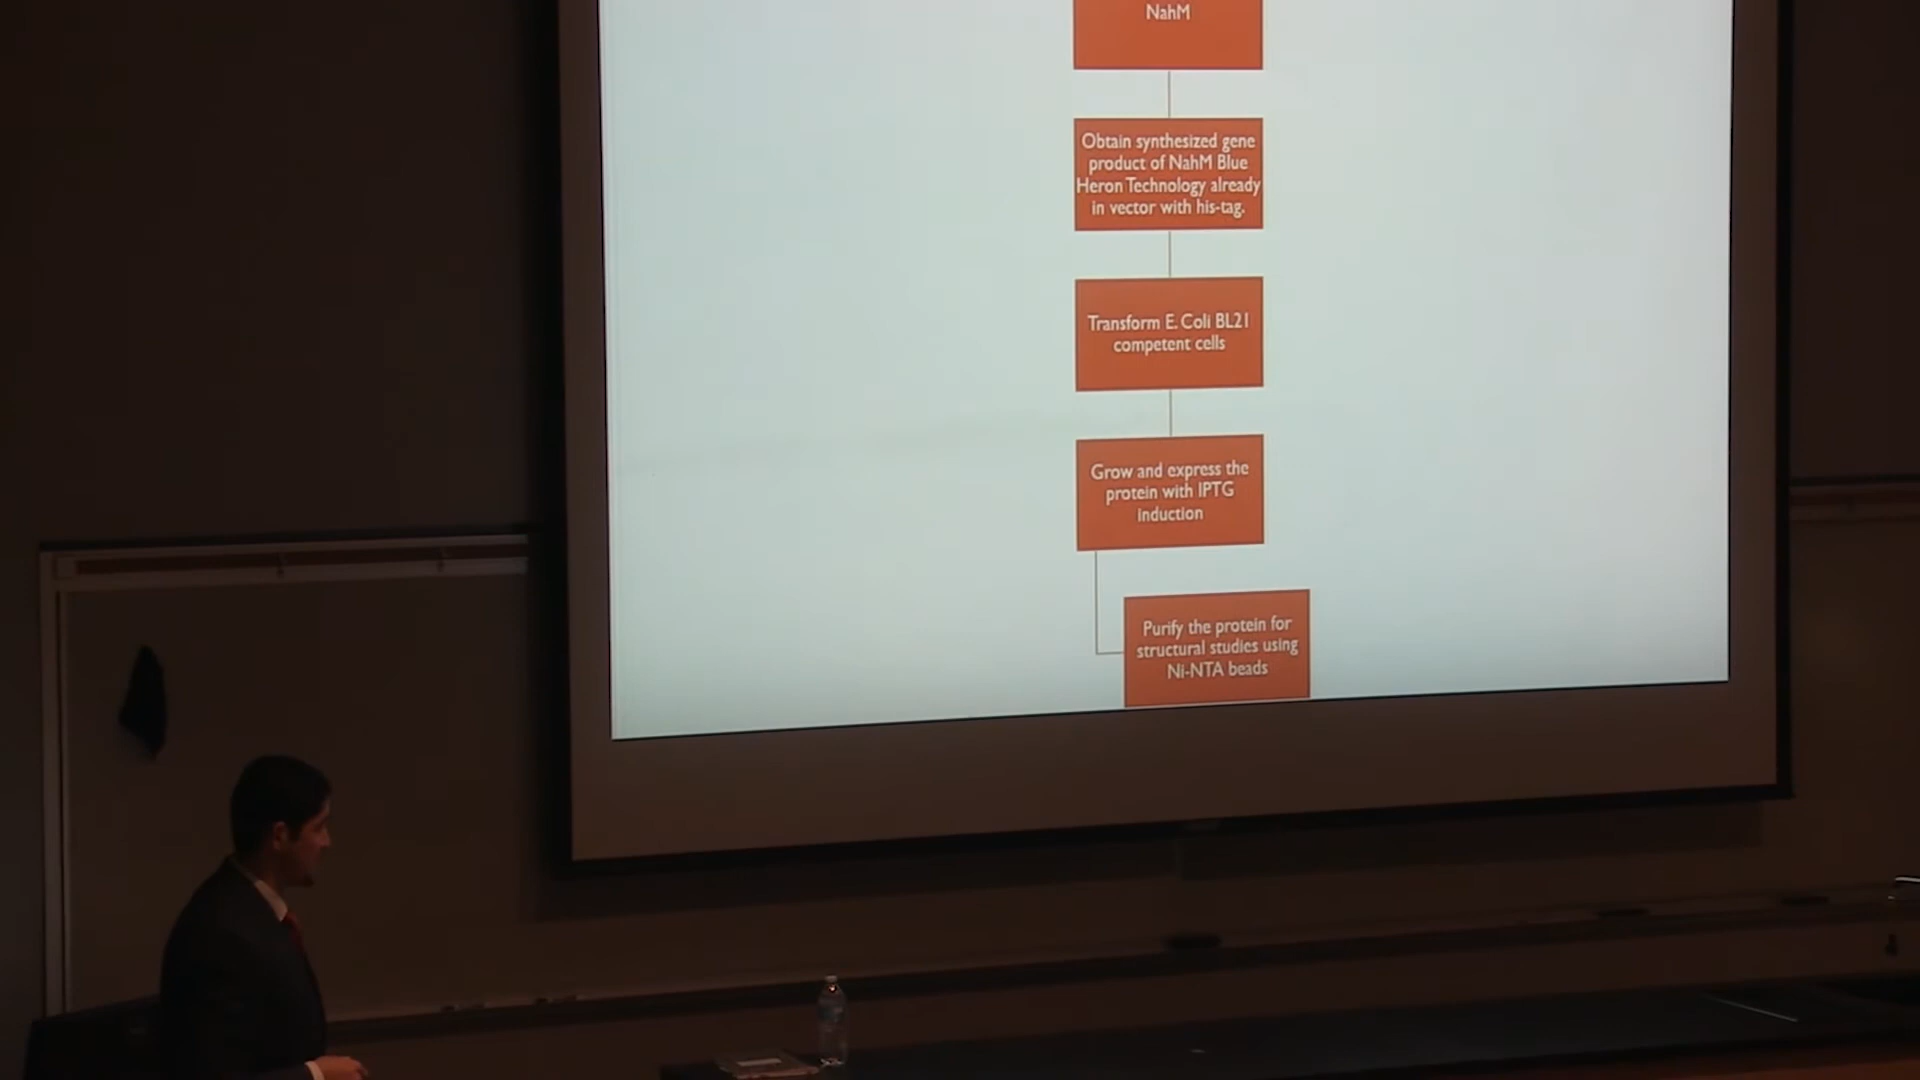 NahM
Obtain synthesized gene
product of NahM Blue
Heron Technology already
in vector with his-tag.
Transform E. Coli BL21
competent cells
Grow and express the
protein with IPTG
induction
Purify the protein for
structural studies using
Ni-NTA beads